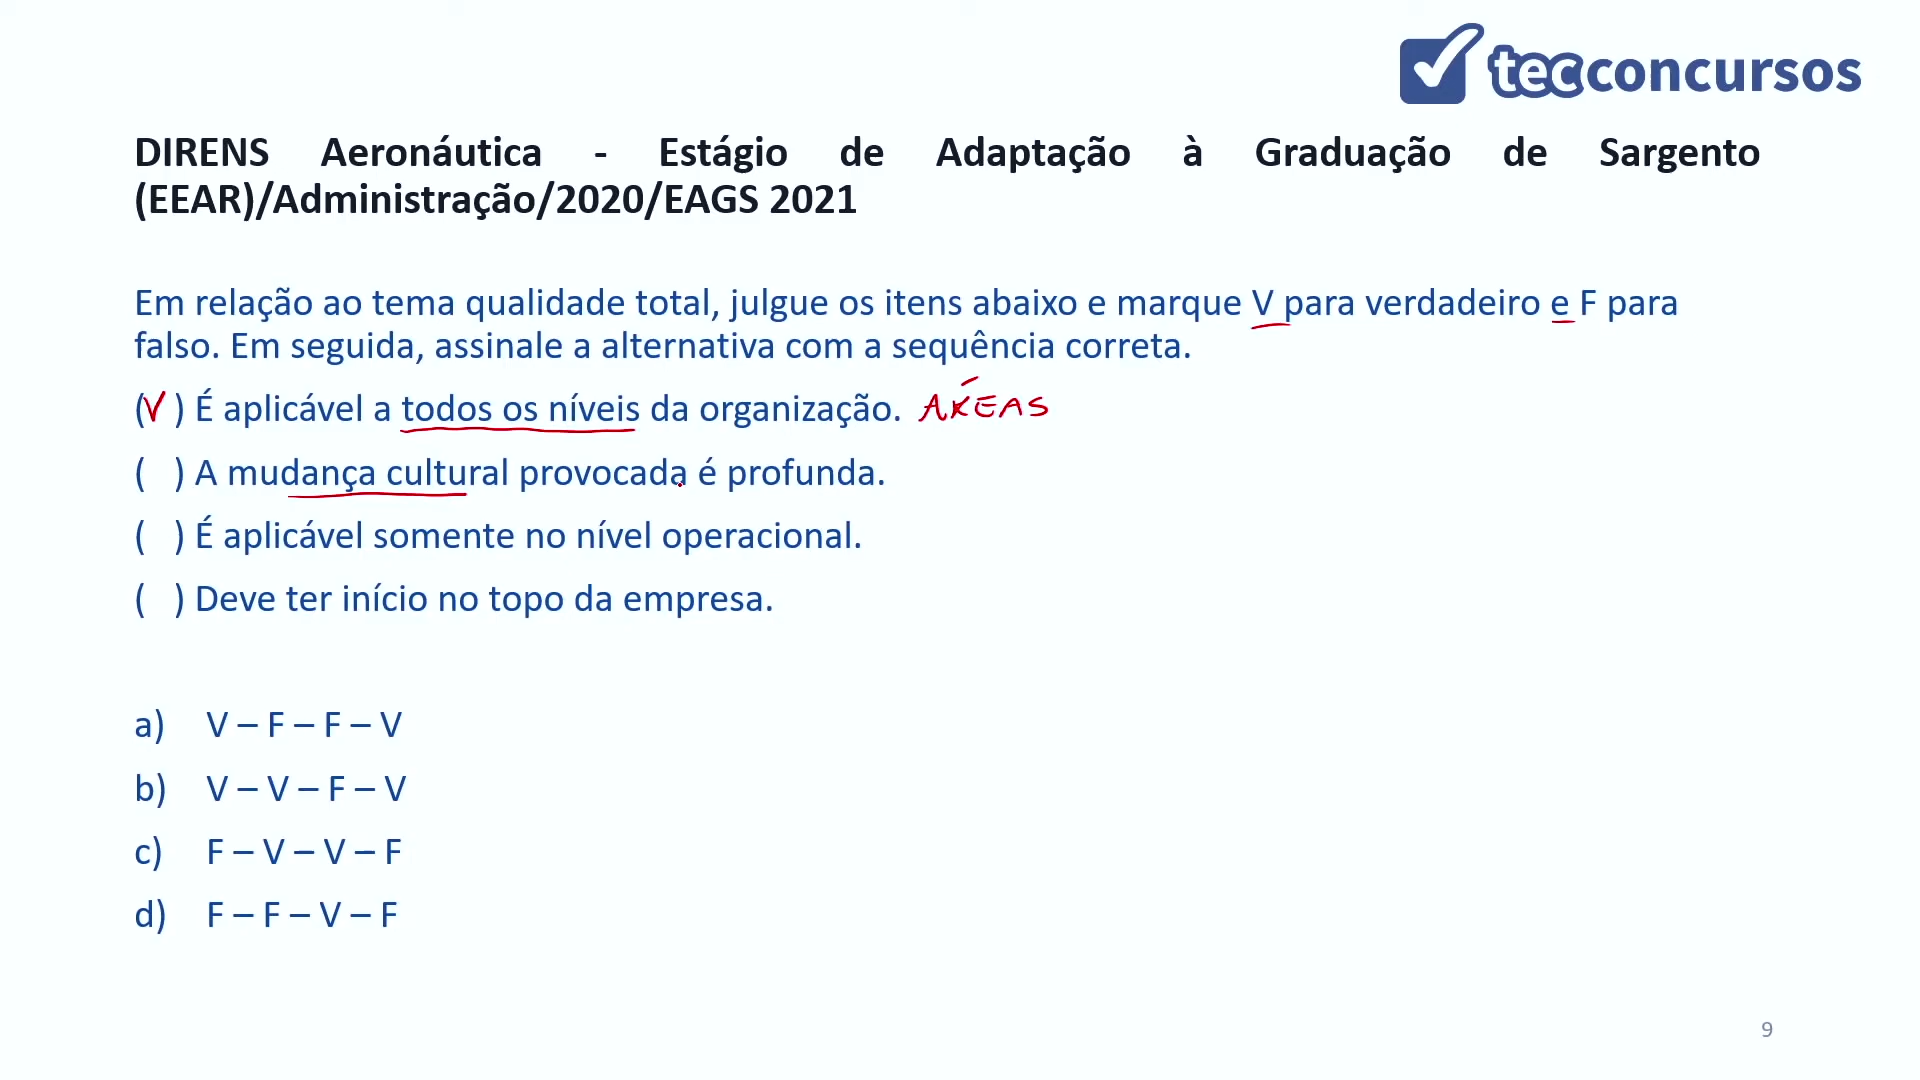 tecconcursos
DIRENS Aeronáutica - Estágio de Adaptação à Graduação de Sargento
(EEAR)/Administração/2020/EAGS 2021
Em relação ao tema qualidade total, julgue os itens abaixo e marque V para verdadeiro e F para
falso. Em seguida, assinale a alternativa com a sequência correta.
(V) É aplicável a todos os níveis da organização. ÁREAS
( ) A mudança cultural provocada é profunda.
( ) É aplicável somente no nível operacional.
( ) Deve ter início no topo da empresa.
a) V – F – F – V
b) V – V – F – V
c) F – V – V – F
d) F – F – V – F
9